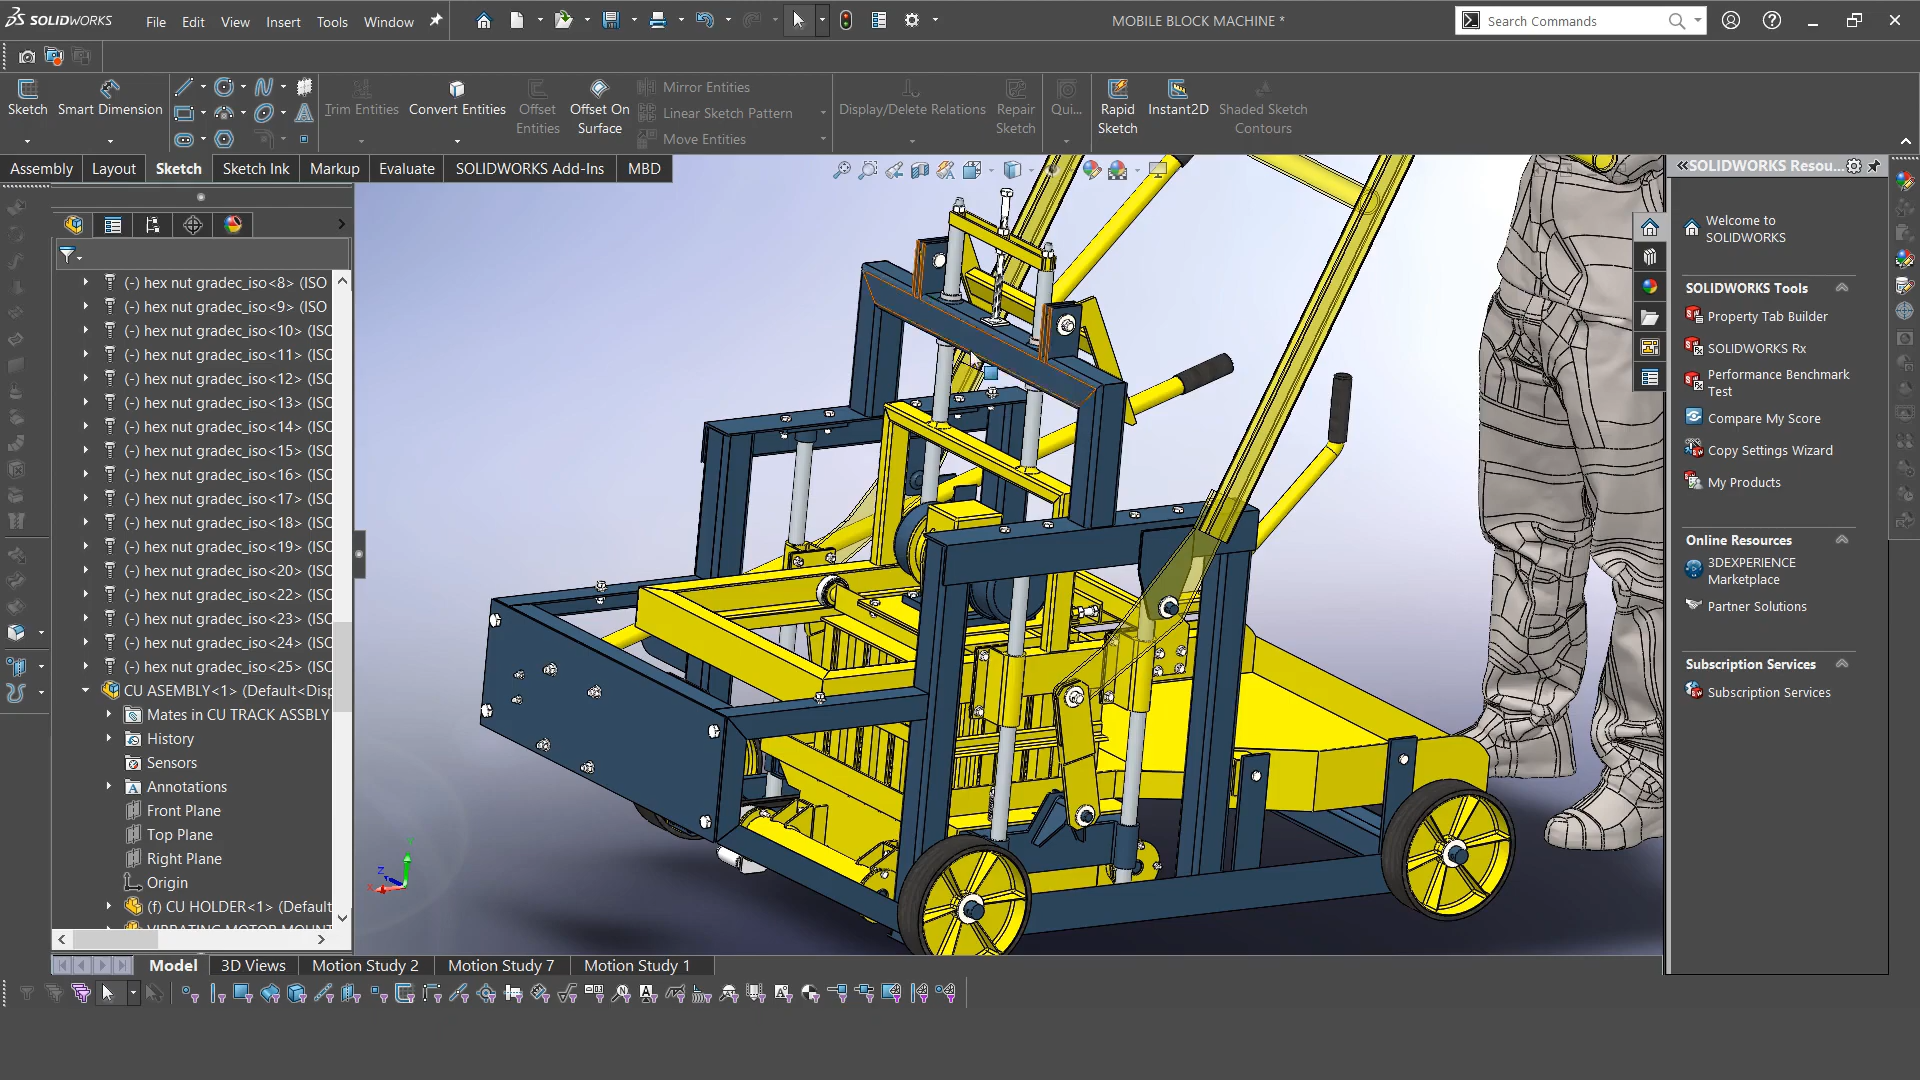 SOLIDWORKS File Edit View Insert Tools Window MOBILE BLOCK MACHINE * Search Commands
Sketch Smart Dimension Trim Entities Convert Entities Offset Entities Offset On Surface Mirror Entities Linear Sketch Pattern Move Entities Display/Delete Relations Repair Sketch Qui... Rapid Sketch Instant2D Shaded Sketch Contours
Assembly Layout Sketch Sketch Ink Markup Evaluate SOLIDWORKS Add-Ins MBD
(-) hex nut gradec_iso<8> (ISO
(-) hex nut gradec_iso<9> (ISO
(-) hex nut gradec_iso<10> (ISC
(-) hex nut gradec_iso<11> (ISC
(-) hex nut gradec_iso<12> (ISC
(-) hex nut gradec_iso<13> (ISC
(-) hex nut gradec_iso<14> (ISC
(-) hex nut gradec_iso<15> (ISC
(-) hex nut gradec_iso<16> (ISC
(-) hex nut gradec_iso<17> (ISC
(-) hex nut gradec_iso<18> (ISC
(-) hex nut gradec_iso<19> (ISC
(-) hex nut gradec_iso<20> (ISC
(-) hex nut gradec_iso<22> (ISC
(-) hex nut gradec_iso<23> (ISC
(-) hex nut gradec_iso<24> (ISC
(-) hex nut gradec_iso<25> (ISC
CU ASEMBLY<1> (Default<Disp
Mates in CU TRACK ASSBLY
History
Sensors
Annotations
Front Plane
Top Plane
Right Plane
Origin
(f) CU HOLDER<1> (Default
VIBRATING MOTOR MOUNT
Z
X
SOLIDWORKS Resou...
Welcome to
SOLIDWORKS
SOLIDWORKS Tools
Property Tab Builder
SOLIDWORKS Rx
Performance Benchmark
Test
Compare My Score
Copy Settings Wizard
My Products
Online Resources
3DEXPERIENCE
Marketplace
Partner Solutions
Subscription Services
Subscription Services
Model 3D Views Motion Study 2 Motion Study 7 Motion Study 1